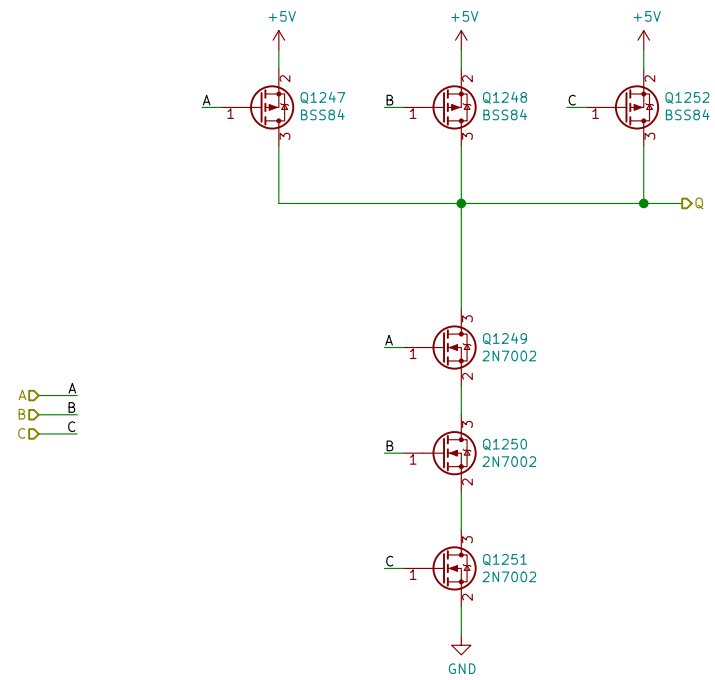 +5V +5V +5V
2 2 2
A 1 Q1247 B 1 Q1248 C 1 Q1252
BSS84 BSS84 BSS84
3 3 3
Q
3
A 1 Q1249
2N7002
2
A A
B B
C C
3
B 1 Q1250
2N7002
2
3
C 1 Q1251
2N7002
2
GND